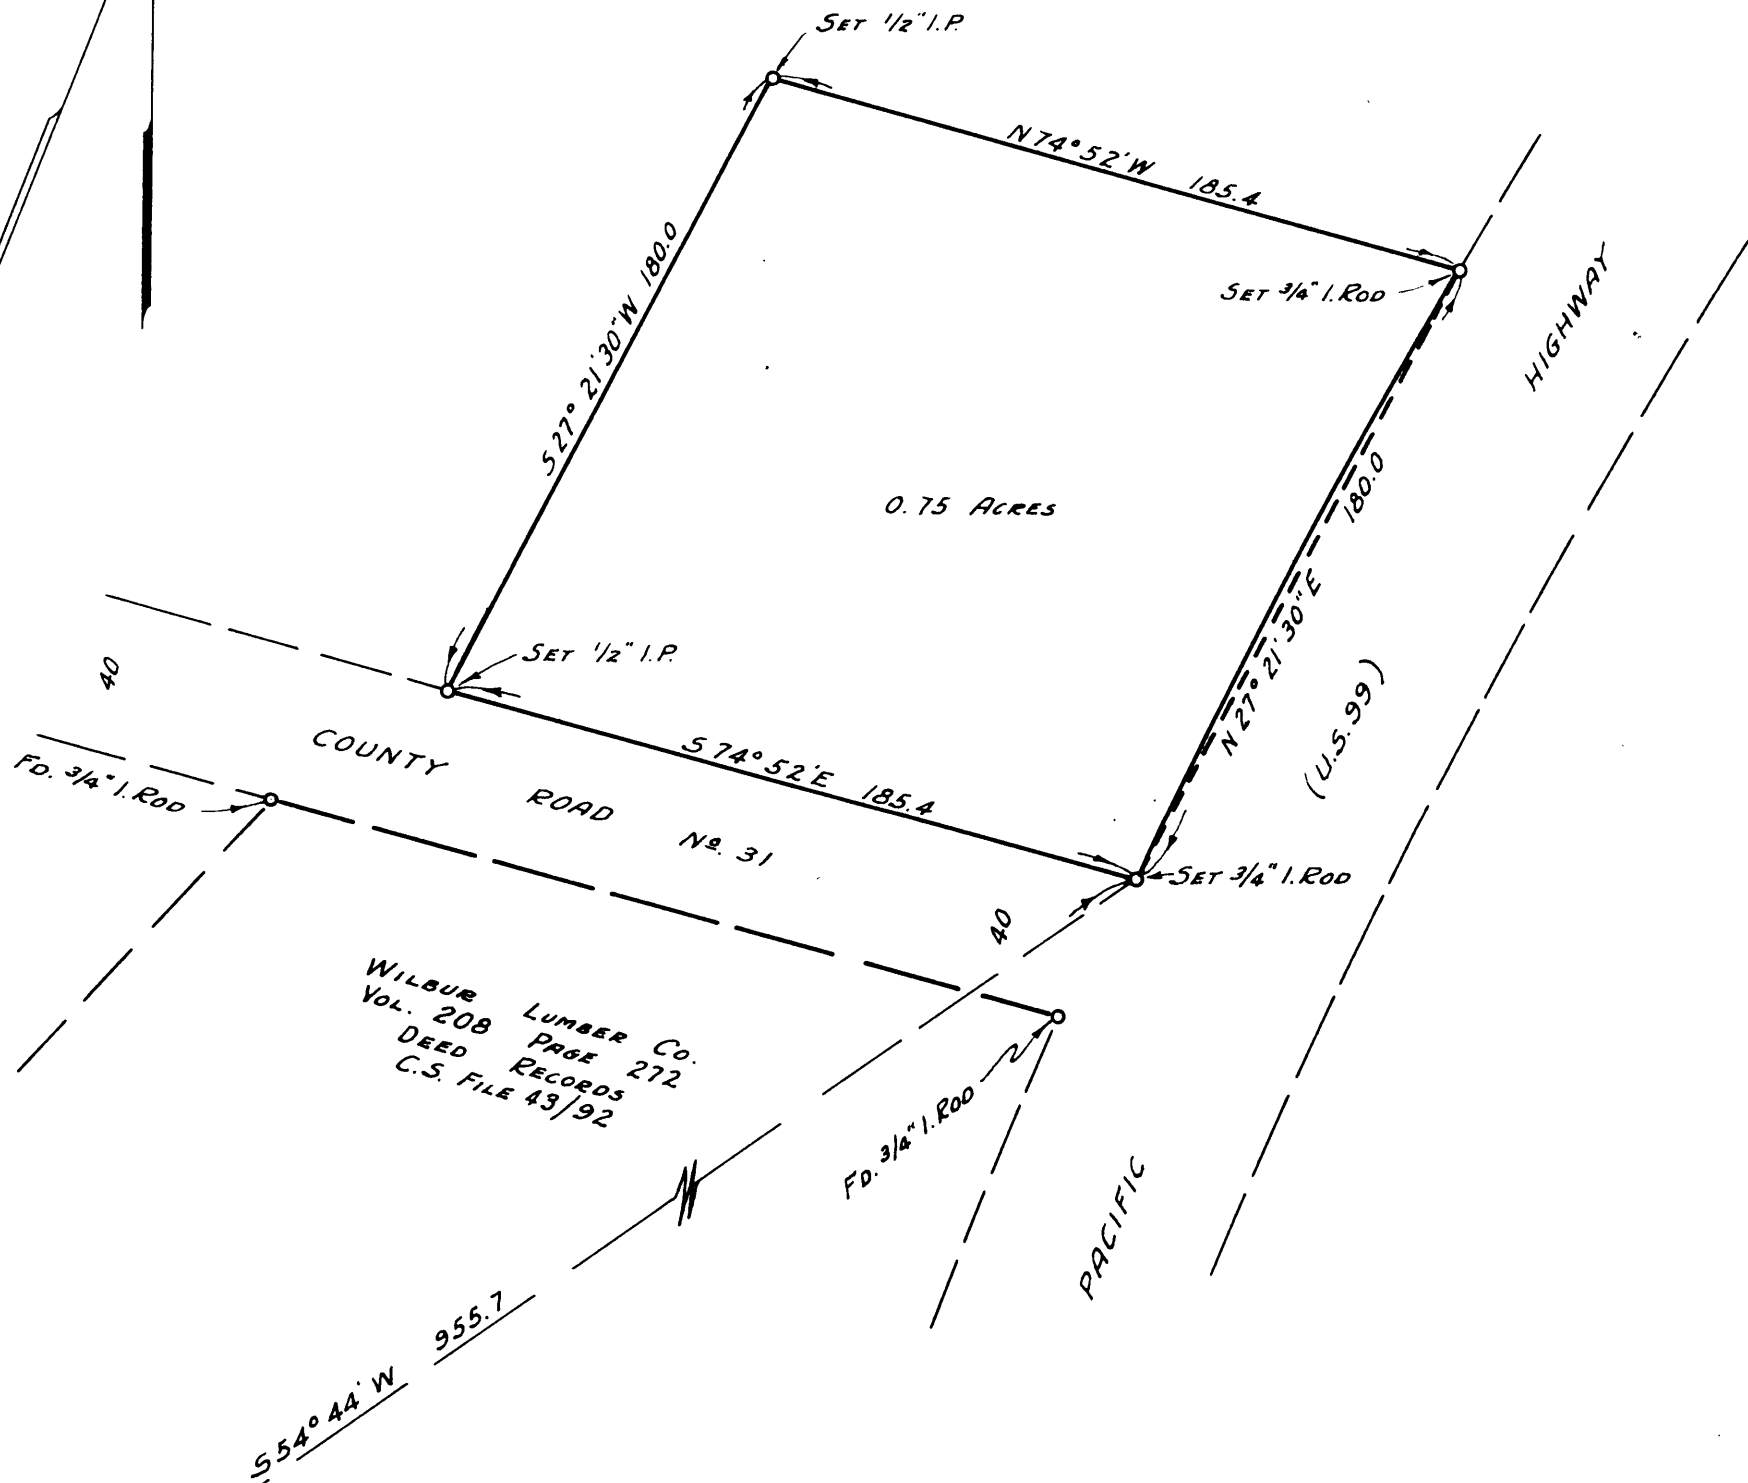 SET 1/2" I.P.
N 74° 52' W 185.4
SET 3/4" I. ROD
HIGHWAY
S 27° 21' 30" W 180.0
0.75 ACRES
N 27° 21' 30" E 180.0
(U.S. 99)
40
SET 1/2" I.P.
COUNTY ROAD Nº. 31
S 74° 52' E 185.4
FD. 3/4" I. ROD
SET 3/4" I. ROD
40
WILBUR LUMBER CO.
VOL. 208 PAGE 272
DEED RECORDS
C.S. FILE 43/92
FD. 3/4" I. ROD
PACIFIC
S 54° 44' W 955.7